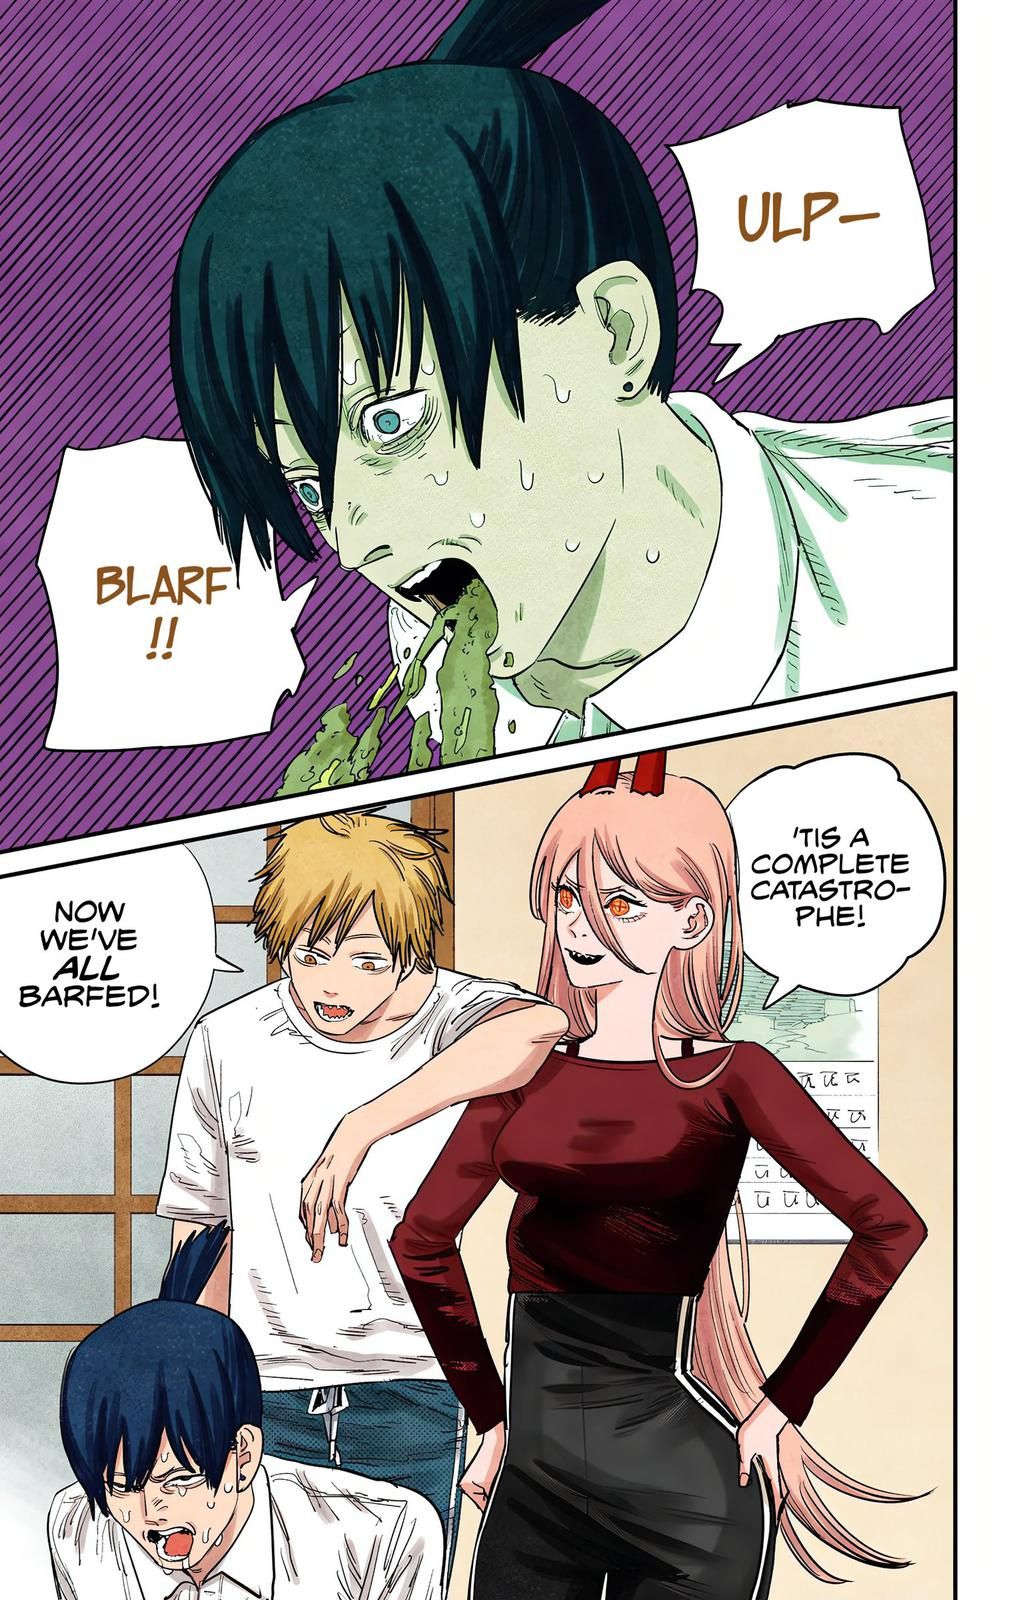 ULP—
BLARF
!!
'TIS A
COMPLETE
CATASTRO-
PHE!
NOW
WE'VE
ALL
BARFED!